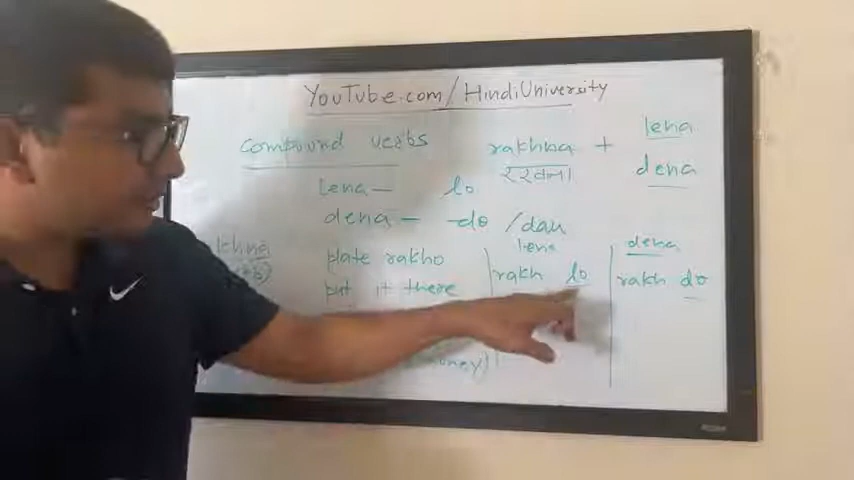 YouTube.com/HindiUniversity
compound verbs
rakhna + lena
dena
रखना
lena — lo
dena — do / dau
plate rakho
put it there
lena
rakh lo
dena
rakh do